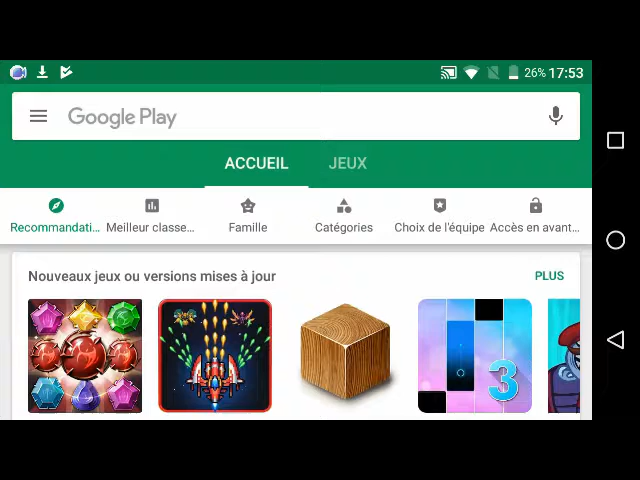 26% 17:53
Google Play
ACCUEIL JEUX
Recommandati... Meilleur classe... Famille Catégories Choix de l'équipe Accès en avant...
Nouveaux jeux ou versions mises à jour PLUS
3